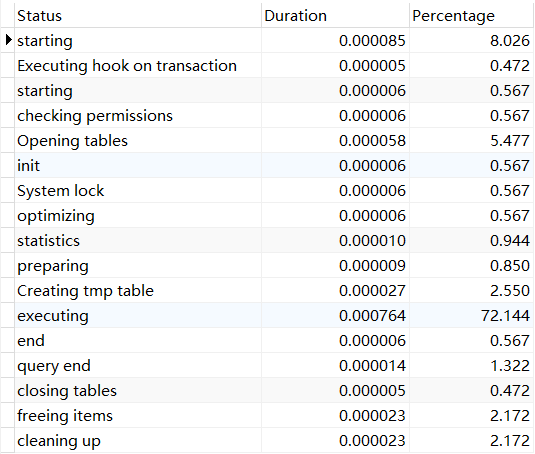 Status Duration Percentage
starting 0.000085 8.026
Executing hook on transaction 0.000005 0.472
starting 0.000006 0.567
checking permissions 0.000006 0.567
Opening tables 0.000058 5.477
init 0.000006 0.567
System lock 0.000006 0.567
optimizing 0.000006 0.567
statistics 0.000010 0.944
preparing 0.000009 0.850
Creating tmp table 0.000027 2.550
executing 0.000764 72.144
end 0.000006 0.567
query end 0.000014 1.322
closing tables 0.000005 0.472
freeing items 0.000023 2.172
cleaning up 0.000023 2.172